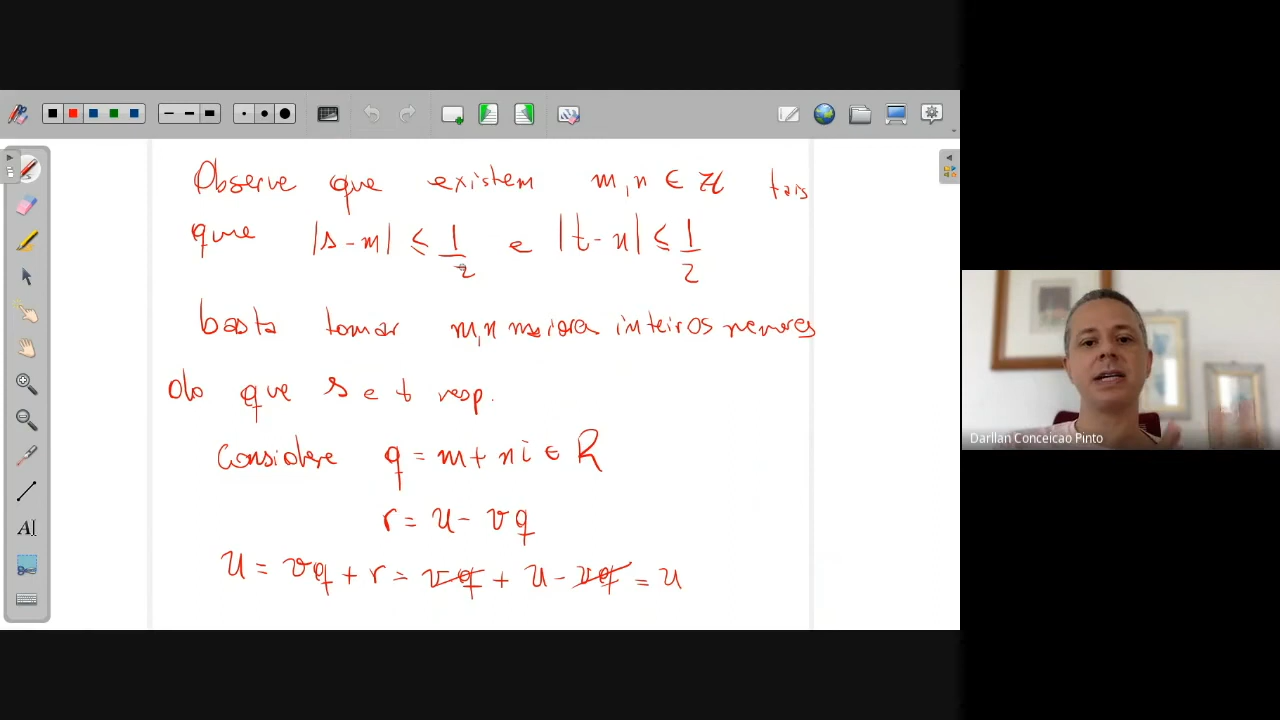 Observe que existem m, n ∈ ℤ tais
que |s - m| ≤ 1/2 e |t - n| ≤ 1/2
basta tomar m, n maiores inteiros menores
do que s e t resp.
Considere q = m + ni ∈ R
r = u - vq
u = vq + r = vq + u - vq = u
Darllan Conceicao Pinto